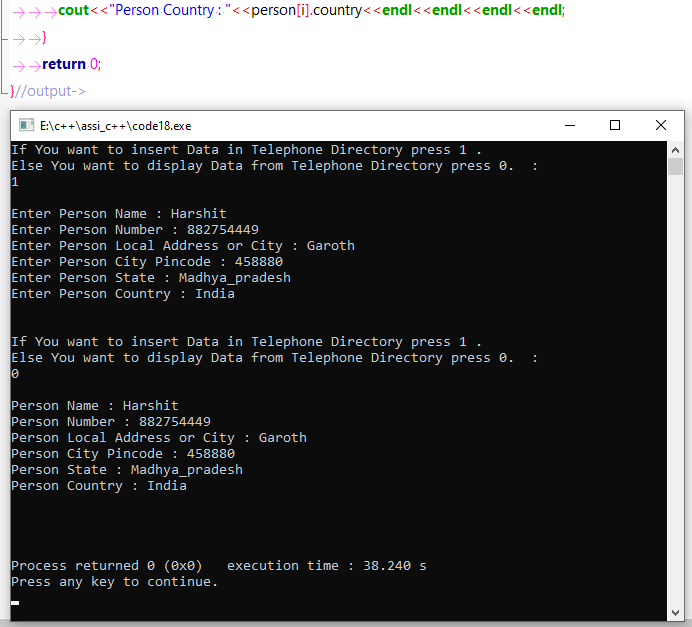 cout<<"Person Country : "<<person[i].country<<endl<<endl<<endl<<endl;
}
return 0;
}//output->
E:\c++\assi_c++\code18.exe
If You want to insert Data in Telephone Directory press 1 .
Else You want to display Data from Telephone Directory press 0.  :
1
Enter Person Name : Harshit
Enter Person Number : 882754449
Enter Person Local Address or City : Garoth
Enter Person City Pincode : 458880
Enter Person State : Madhya_pradesh
Enter Person Country : India
If You want to insert Data in Telephone Directory press 1 .
Else You want to display Data from Telephone Directory press 0.  :
0
Person Name : Harshit
Person Number : 882754449
Person Local Address or City : Garoth
Person City Pincode : 458880
Person State : Madhya_pradesh
Person Country : India
Process returned 0 (0x0)   execution time : 38.240 s
Press any key to continue.